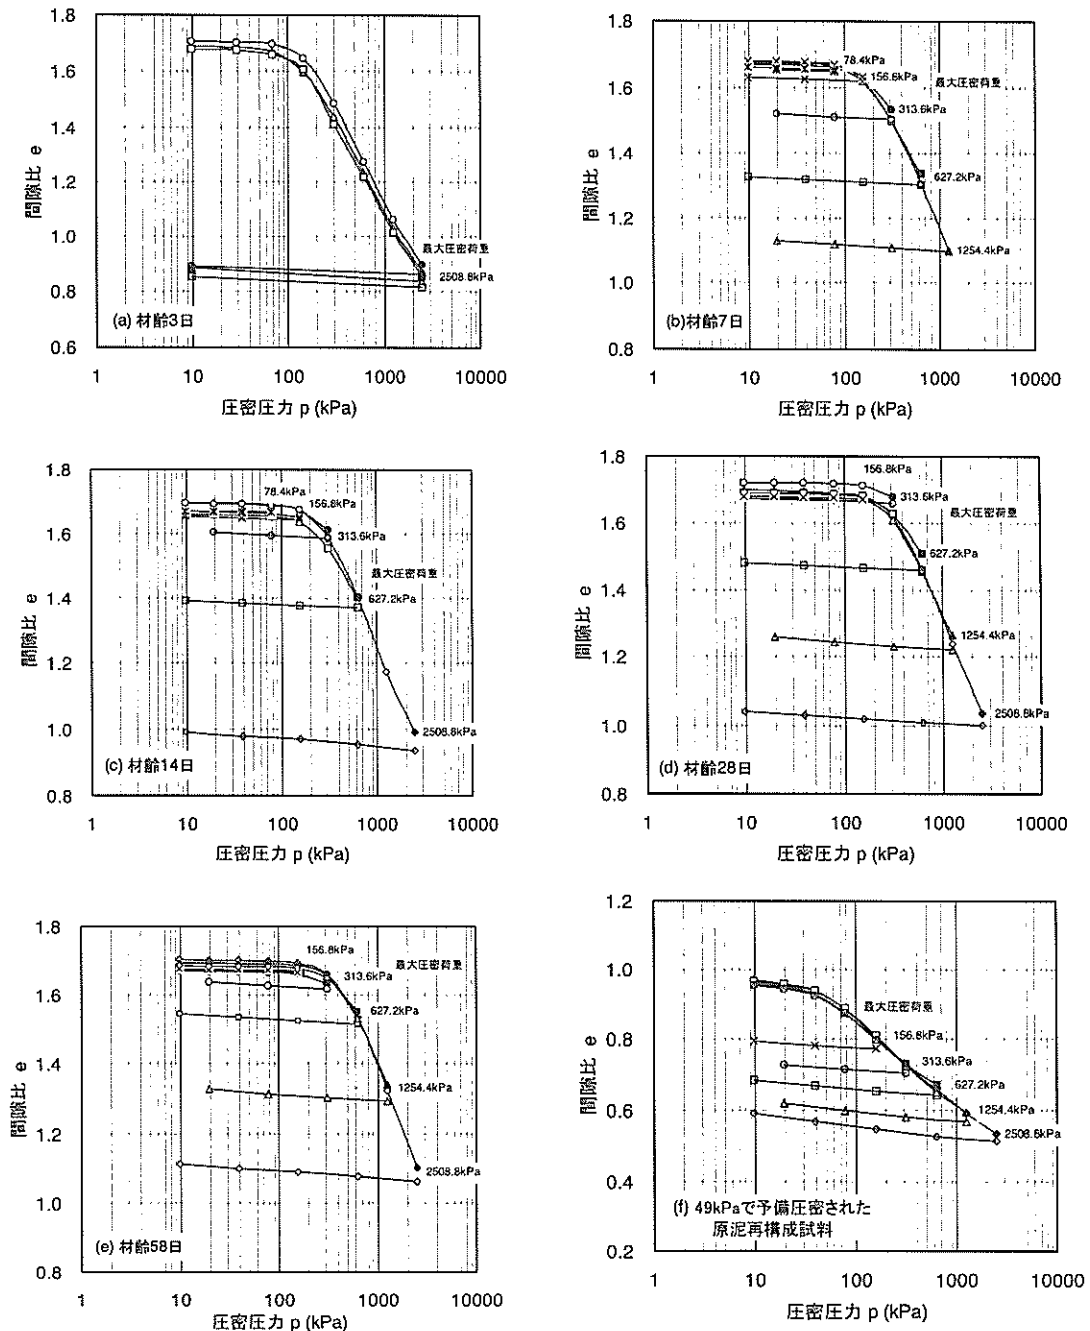 1.8
1.6
1.4
1.2
1.0
0.8
0.6
間隙比 e
最大圧密荷重
2508.8kPa
(a) 材齢3日
1 10 100 1000 10000
圧密圧力 p (kPa)
1.8
1.6
1.4
1.2
1.0
0.8
間隙比 e
78.4kPa
156.8kPa
最大圧密荷重
313.6kPa
627.2kPa
1254.4kPa
(b) 材齢7日
1 10 100 1000 10000
圧密圧力 p (kPa)
1.8
1.6
1.4
1.2
1.0
0.8
間隙比 e
78.4kPa
156.8kPa
313.6kPa
最大圧密荷重
627.2kPa
2508.8kPa
(c) 材齢14日
1 10 100 1000 10000
圧密圧力 p (kPa)
1.8
1.6
1.4
1.2
1.0
0.8
間隙比 e
156.8kPa
313.6kPa
最大圧密荷重
627.2kPa
1254.4kPa
2508.8kPa
(d) 材齢28日
1 10 100 1000 10000
圧密圧力 p (kPa)
1.8
1.6
1.4
1.2
1.0
0.8
間隙比 e
156.8kPa
最大圧密荷重
313.6kPa
627.2kPa
1254.4kPa
2508.8kPa
(e) 材齢58日
1 10 100 1000 10000
圧密圧力 p (kPa)
1.2
1.0
0.8
0.6
0.4
0.2
間隙比 e
最大圧密荷重
156.8kPa
313.6kPa
627.2kPa
1254.4kPa
2508.8kPa
(f) 49kPaで予備圧密された
原泥再構成試料
1 10 100 1000 10000
圧密圧力 p (kPa)